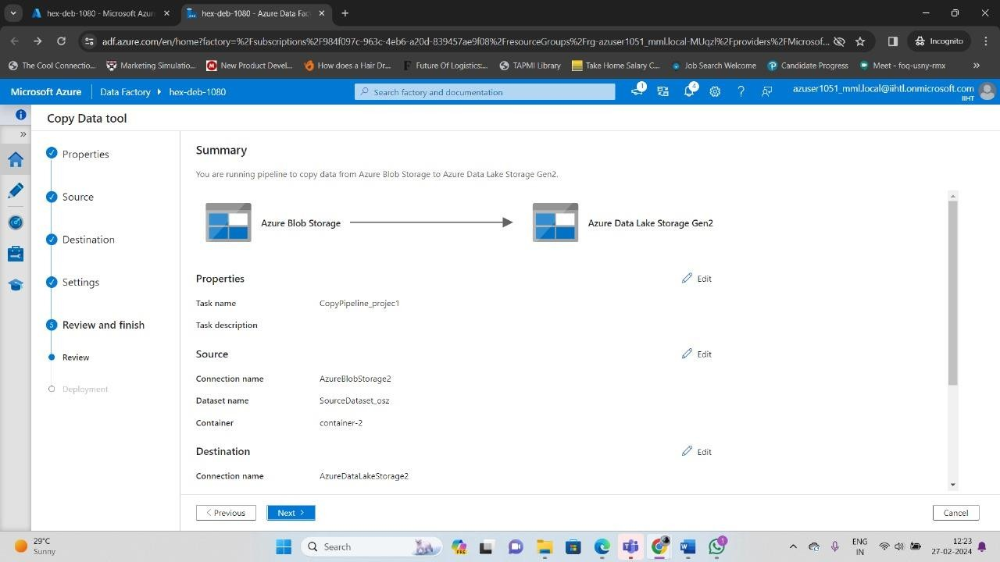 hex-deb-1080 - Microsoft Azur
hex-deb-1080 - Azure Data Fac
adf.azure.com/en/home?factory=%2Fsubscriptions%2F984f097c-963c-4eb6-a20d-839457ae9f08%2FresourceGroups%2Frg-azuser1051_mml.local-MUqzl%2Fproviders%2FMicrosof...
Incognito
The Cool Connectio...
Marketing Simulatio...
New Product Devel...
How does a Hair Dr...
Future Of Logistics:...
TAPMI Library
Take Home Salary C...
Job Search Welcome
Candidate Progress
Meet - foq-usny-rmx
»
Microsoft Azure
Data Factory
hex-deb-1080
Search factory and documentation
1
4
azuser1051_mml.local@iihtl.onmicrosoft.com
IIHT
Copy Data tool
Properties
Source
Destination
Settings
5 Review and finish
Review
Deployment
Summary
You are running pipeline to copy data from Azure Blob Storage to Azure Data Lake Storage Gen2.
Azure Blob Storage
Azure Data Lake Storage Gen2
Properties
Edit
Task name CopyPipeline_projec1
Task description
Source
Edit
Connection name AzureBlobStorage2
Dataset name SourceDataset_osz
Container container-2
Destination
Edit
Connection name AzureDataLakeStorage2
< Previous
Next >
Cancel
29°C
Sunny
Search
PRE
1
ENG
IN
12:23
27-02-2024